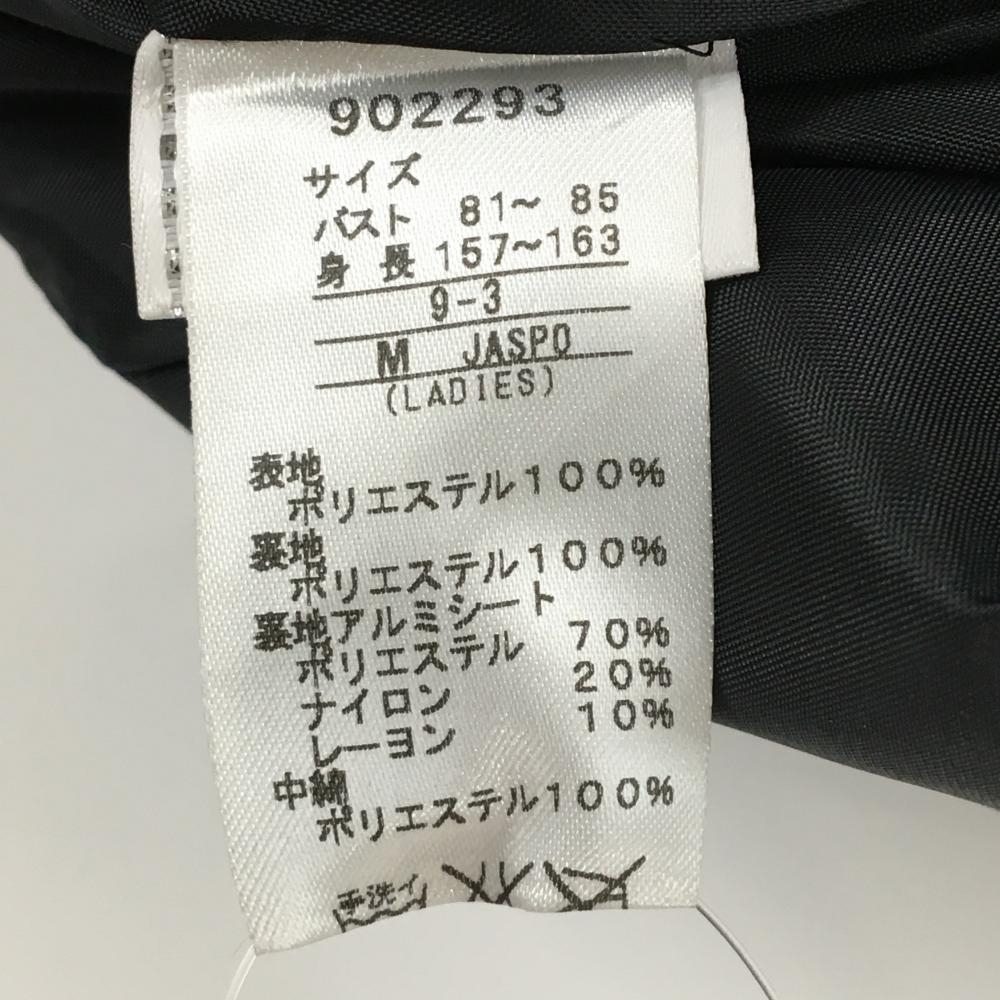 902293
サイズ
バスト 81～ 85
身 長 157～163
9-3
M JASPO
(LADIES)
表地
ポリエステル100%
裏地
ポリエステル100%
裏地アルミシート
ポリエステル 70%
ナイロン 20%
レーヨン 10%
中綿
ポリエステル100%
手洗イ